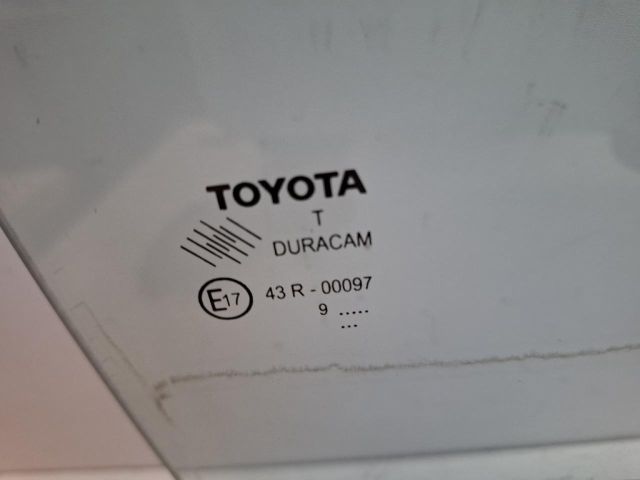 TOYOTA
T
DURACAM
E17 43 R - 00097
9 .....
...